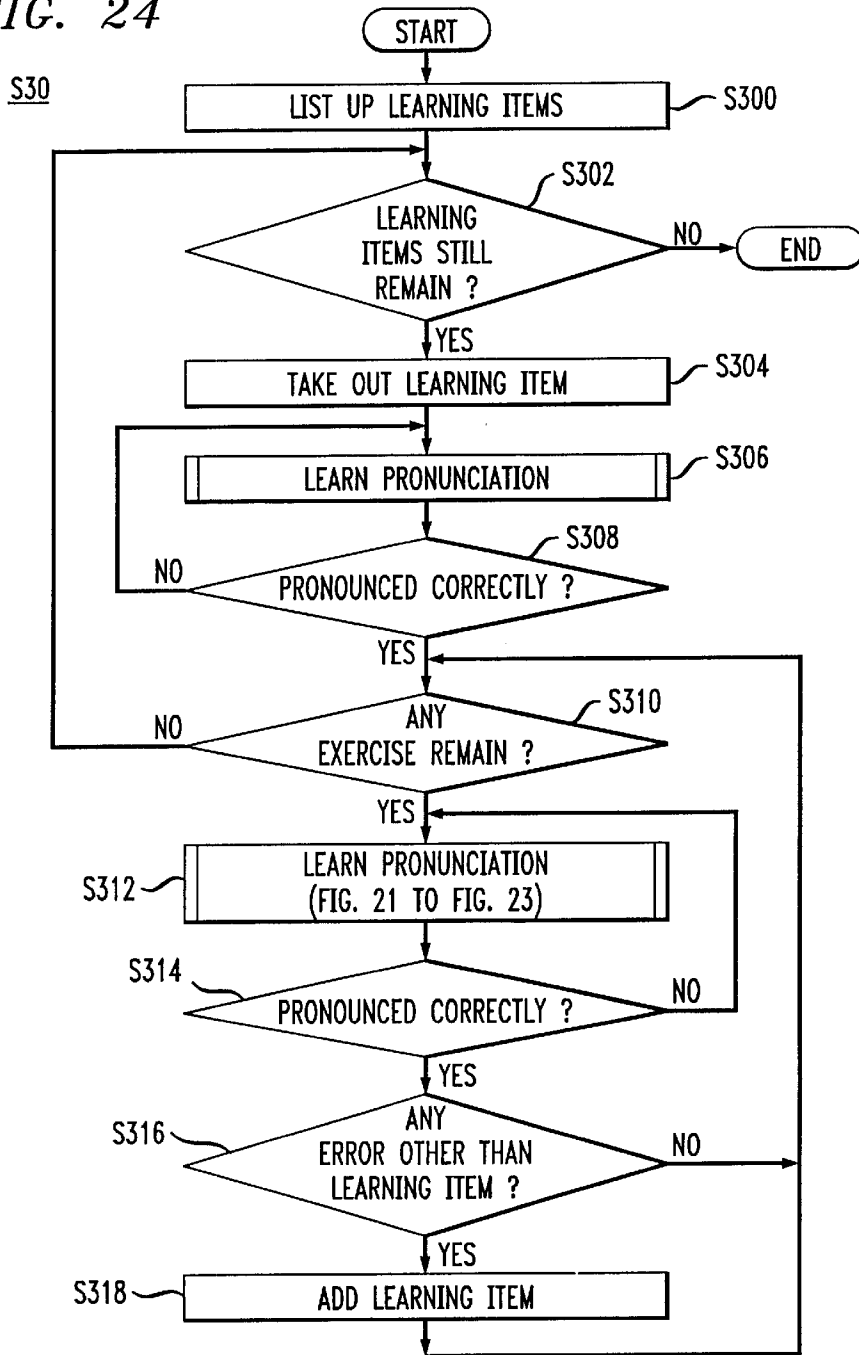 FIG. 24
START
S30
LIST UP LEARNING ITEMS
S300
S302
LEARNING
ITEMS STILL
REMAIN ?
NO
END
YES
TAKE OUT LEARNING ITEM
S304
LEARN PRONUNCIATION
S306
S308
NO
PRONOUNCED CORRECTLY ?
YES
S310
NO
ANY
EXERCISE REMAIN ?
YES
S312
LEARN PRONUNCIATION
(FIG. 21 TO FIG. 23)
S314
NO
PRONOUNCED CORRECTLY ?
YES
S316
ANY
ERROR OTHER THAN
LEARNING ITEM ?
NO
YES
S318
ADD LEARNING ITEM